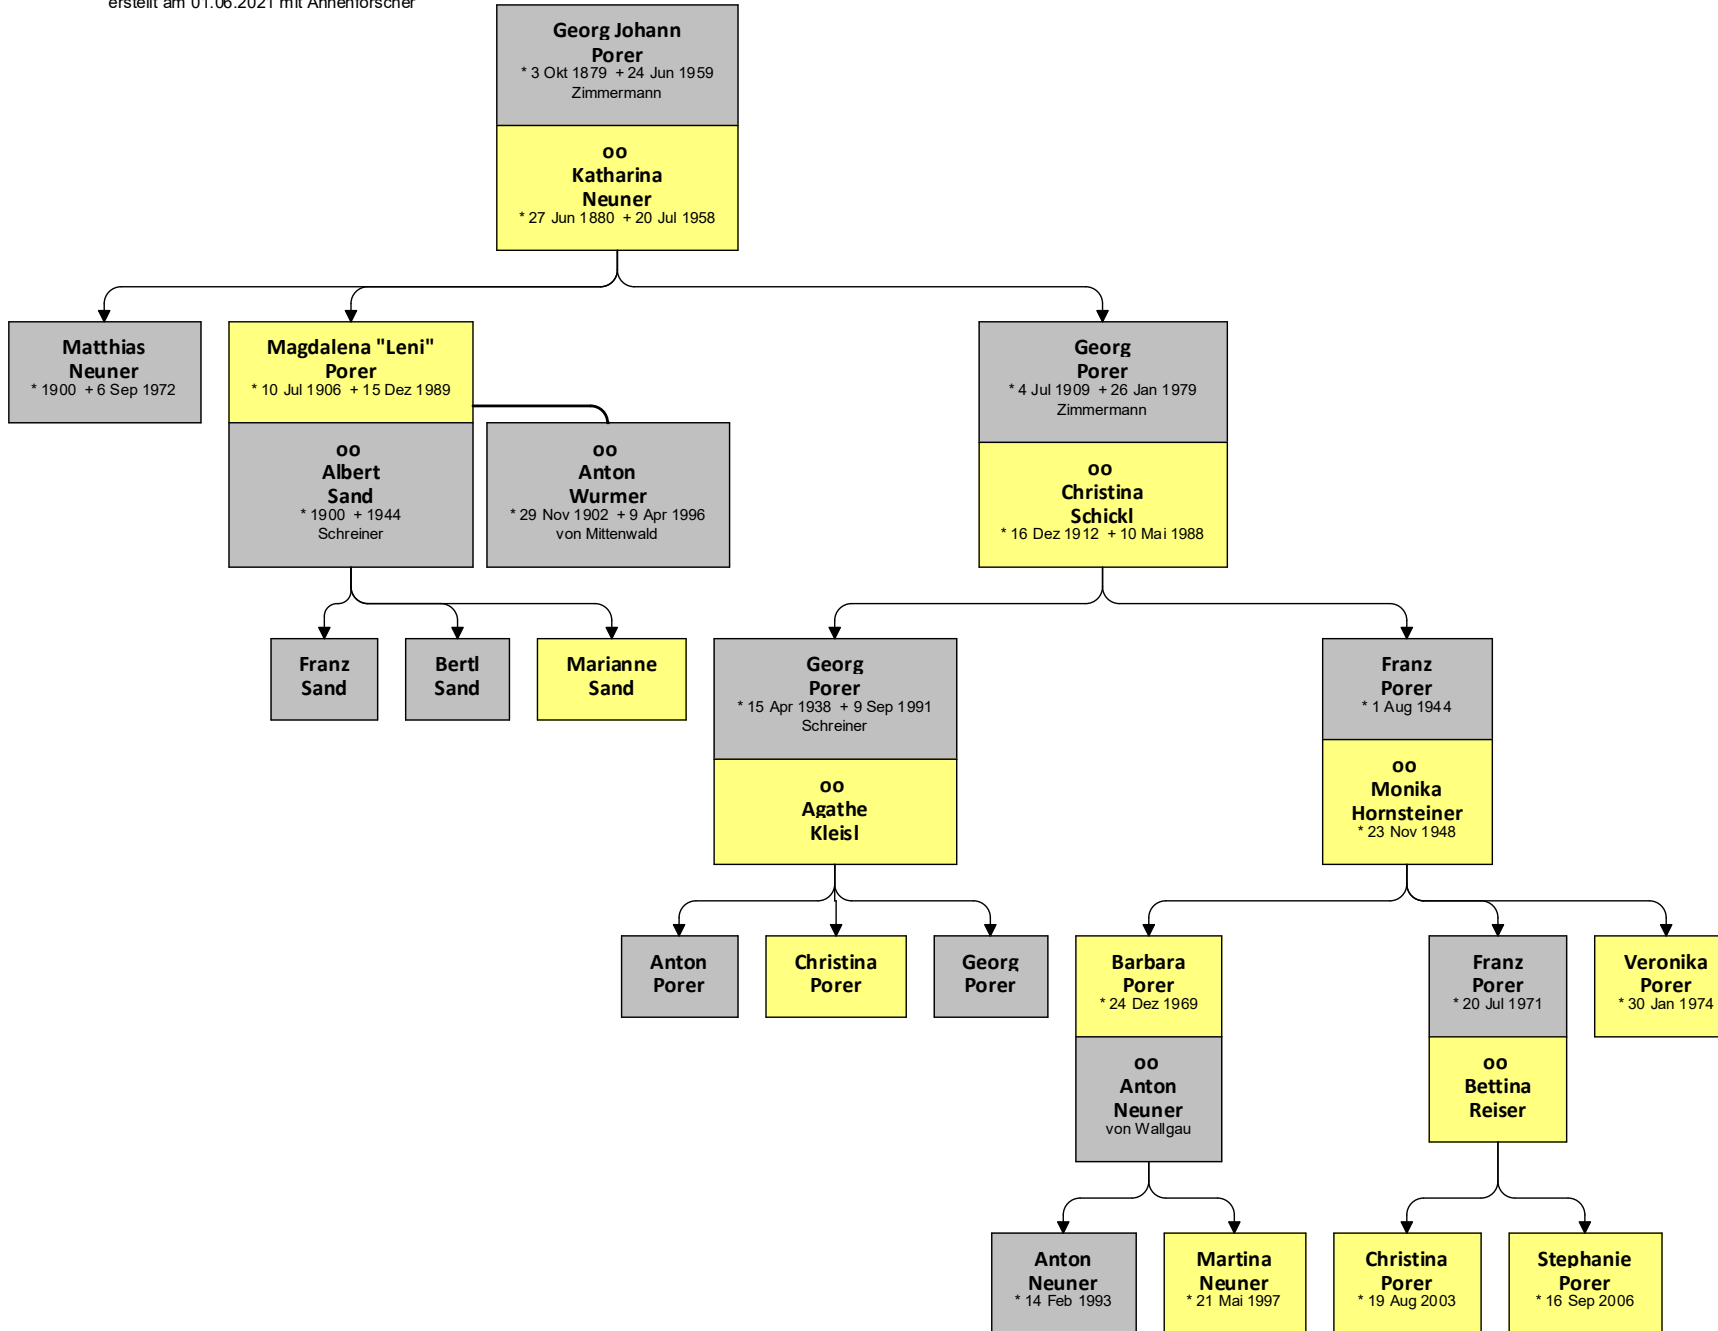 erstellt am 01.06.2021 mit Ahnenforscher
Georg Johann
Porer
* 3 Okt 1879 + 24 Jun 1959
Zimmermann
oo
Katharina
Neuner
* 27 Jun 1880 + 20 Jul 1958
Matthias
Neuner
* 1900 + 6 Sep 1972
Magdalena "Leni"
Porer
* 10 Jul 1906 + 15 Dez 1989
oo
Albert
Sand
* 1900 + 1944
Schreiner
oo
Anton
Wurmer
* 29 Nov 1902 + 9 Apr 1996
von Mittenwald
Georg
Porer
* 4 Jul 1909 + 26 Jan 1979
Zimmermann
oo
Christina
Schickl
* 16 Dez 1912 + 10 Mai 1988
Franz
Sand
Bertl
Sand
Marianne
Sand
Georg
Porer
* 15 Apr 1938 + 9 Sep 1991
Schreiner
oo
Agathe
Kleisl
Franz
Porer
* 1 Aug 1944
oo
Monika
Hornsteiner
* 23 Nov 1948
Anton
Porer
Christina
Porer
Georg
Porer
Barbara
Porer
* 24 Dez 1969
oo
Anton
Neuner
von Wallgau
Franz
Porer
* 20 Jul 1971
oo
Bettina
Reiser
Veronika
Porer
* 30 Jan 1974
Anton
Neuner
* 14 Feb 1993
Martina
Neuner
* 21 Mai 1997
Christina
Porer
* 19 Aug 2003
Stephanie
Porer
* 16 Sep 2006